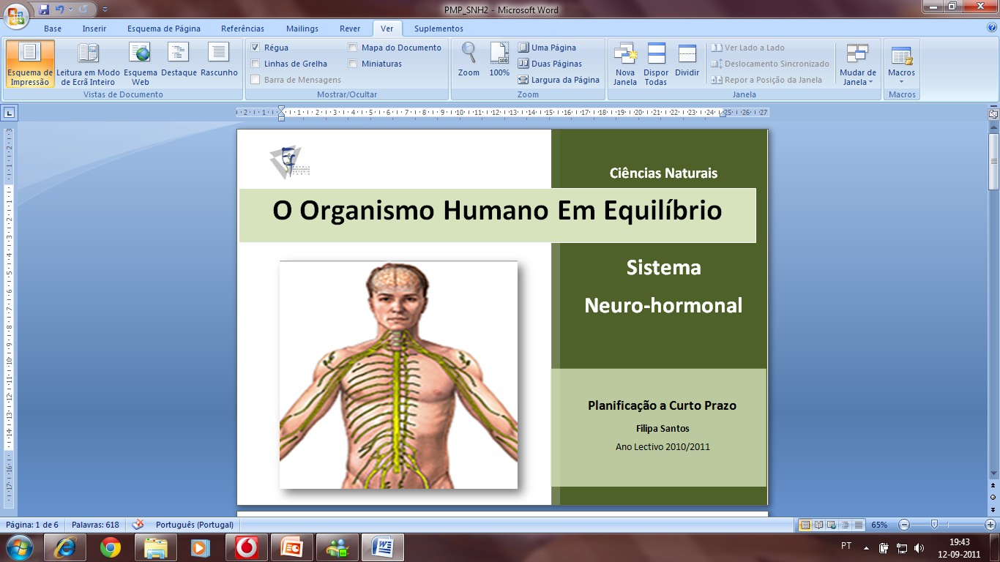 PMP_SNH2 - Microsoft Word
Base Inserir Esquema de Página Referências Mailings Rever Ver Suplementos
Esquema de Impressão
Leitura em Modo de Ecrã Inteiro
Esquema Web
Destaque
Rascunho
Vistas de Documento
Régua
Linhas de Grelha
Barra de Mensagens
Mapa do Documento
Miniaturas
Mostrar/Ocultar
Zoom
100%
Uma Página
Duas Páginas
Largura da Página
Zoom
Nova Janela
Dispor Todas
Dividir
Ver Lado a Lado
Deslocamento Sincronizado
Repor a Posição da Janela
Mudar de Janela
Janela
Macros
Macros
Ciências Naturais
O Organismo Humano Em Equilíbrio
Sistema
Neuro-hormonal
Planificação a Curto Prazo
Filipa Santos
Ano Lectivo 2010/2011
Página: 1 de 6 Palavras: 618 Português (Portugal) 65%
PT 19:43
12-09-2011